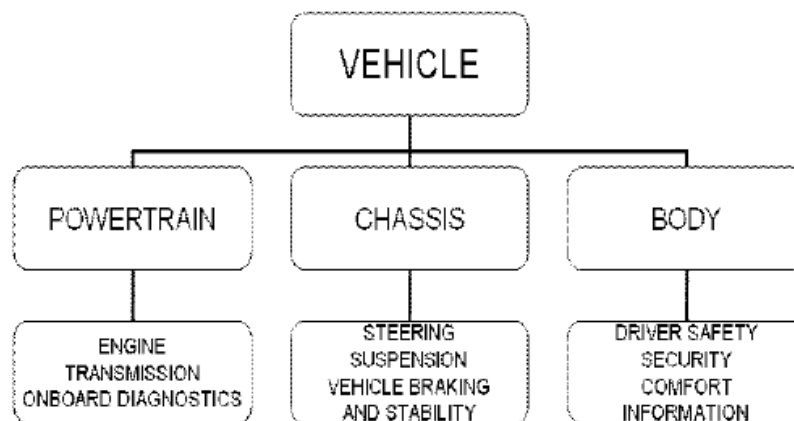 VEHICLE
POWERTRAIN
CHASSIS
BODY
ENGINE
TRANSMISSION
ONBOARD DIAGNOSTICS
STEERING
SUSPENSION
VEHICLE BRAKING
AND STABILITY
DRIVER SAFETY
SECURITY
COMFORT
INFORMATION